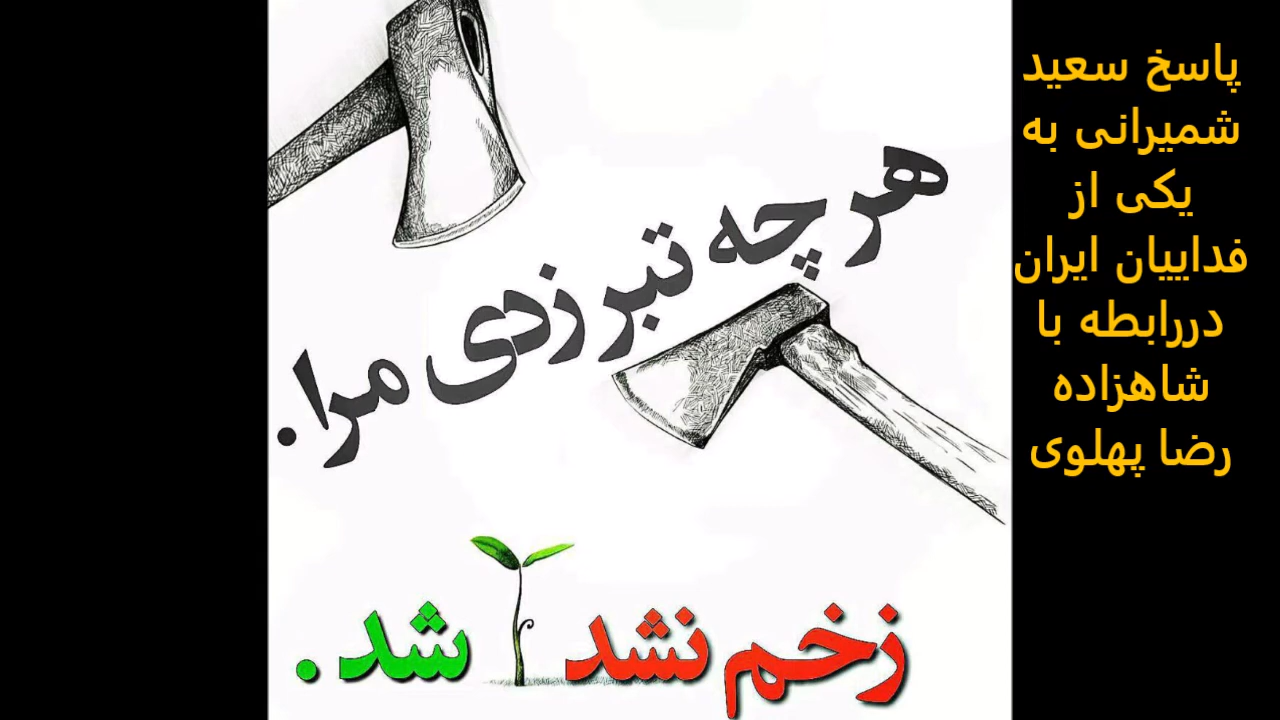 پاسخ سعید
شمیرانی به
یکی از
فداییان ایران
دررابطه با
شاهزاده
رضا پهلوی
هر چه تبر زدی مرا.
زخم نشد شد.